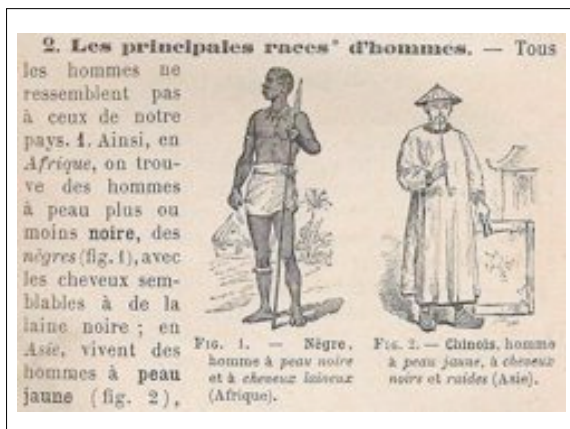 2. Les principales races* d'hommes. — Tous
les hommes ne
ressemblent pas
à ceux de notre
pays. 1. Ainsi, en
Afrique, on trou-
ve des hommes
à peau plus ou
moins noire, des
nègres (fig. 1), avec
les cheveux sem-
blables à de la
laine noire ; en
Asie, vivent des
hommes à peau
jaune (fig. 2),
Fig. 1. — Nègre,
homme à peau noire
et à cheveux laineux
(Afrique).
Fig. 2. — Chinois, homme
à peau jaune, à cheveux
noirs et raides (Asie).